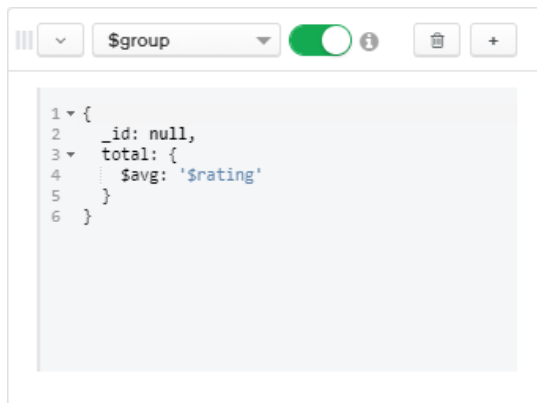 $group
1 {
2 _id: null,
3 total: {
4 $avg: '$rating'
5 }
6 }